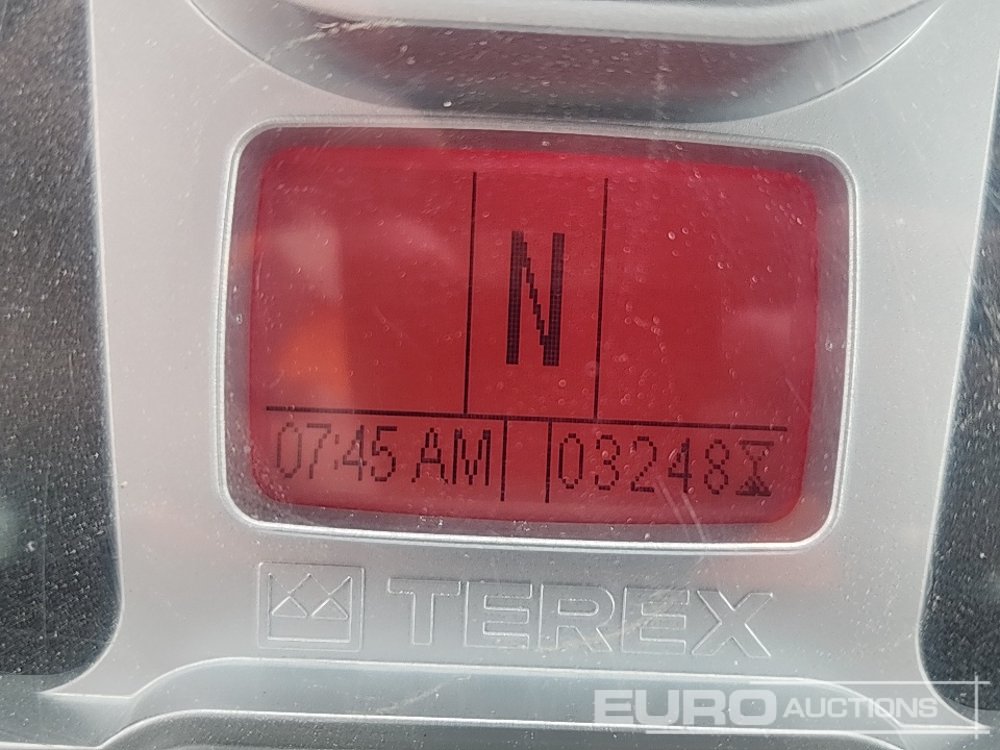 N
07:45 AM 03248
TEREX
EURO AUCTIONS